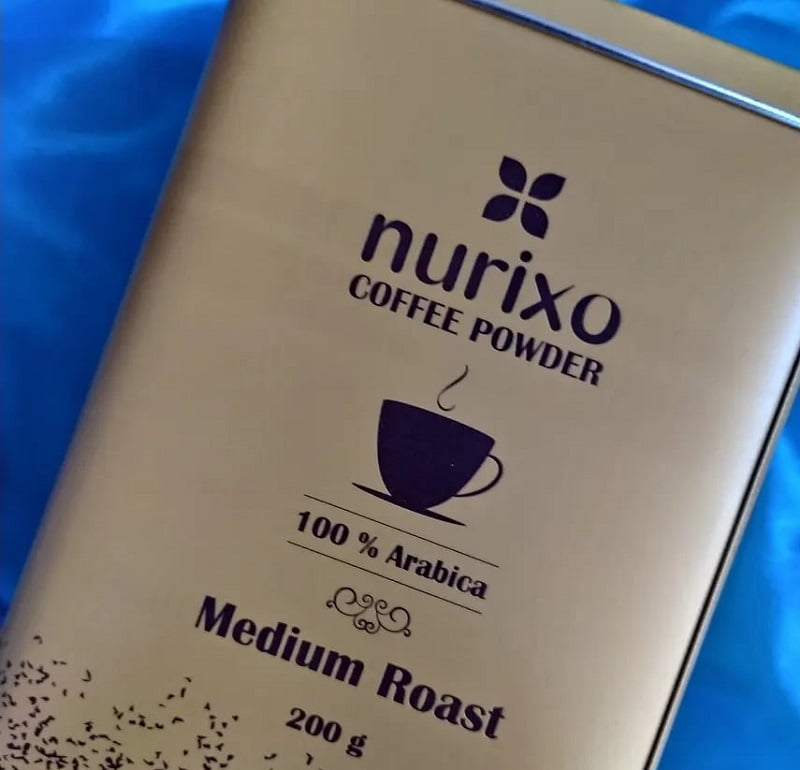 nurixo
COFFEE POWDER
100 % Arabica
Medium Roast
200 g